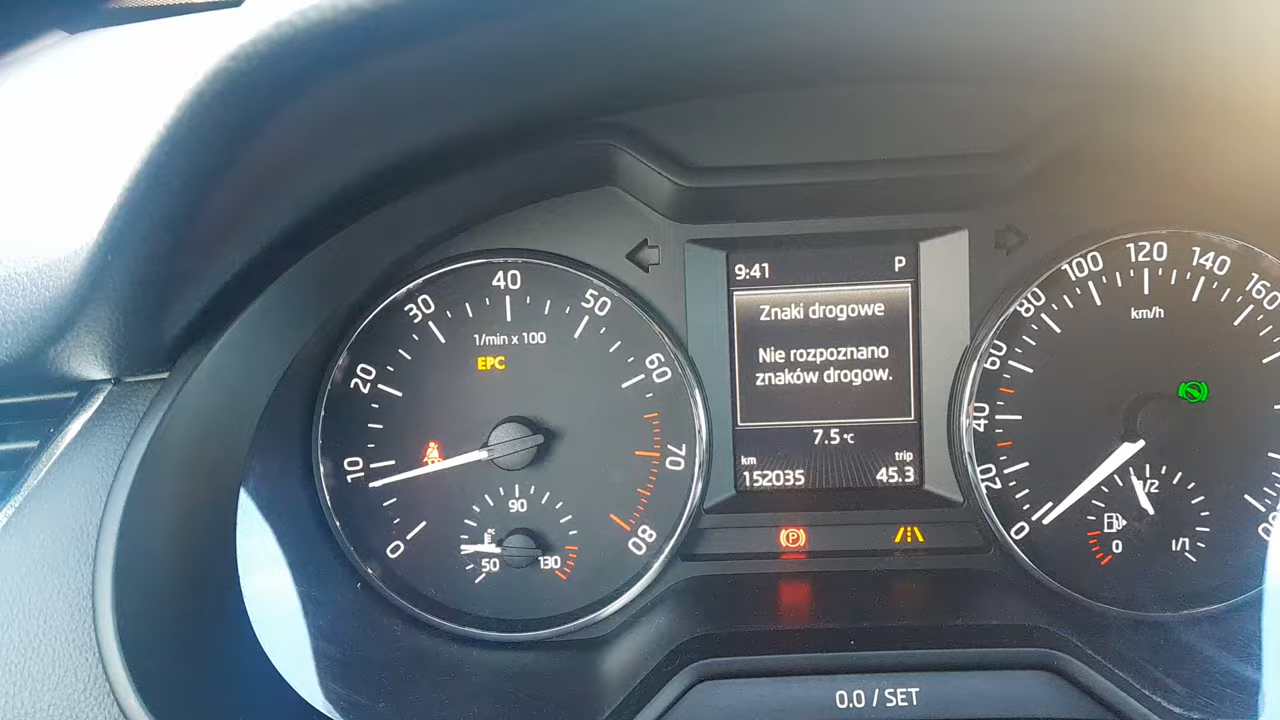 9:41 P
Znaki drogowe
Nie rozpoznano
znaków drogow.
7.5 °C
km trip
152035 45.3
0 10 20 30 40 50 60 70 80
1/min x 100
EPC
50 90 130
°C
0 20 40 60 80 100 120 140 160
km/h
0 1/2 1/1
P
0.0 / SET